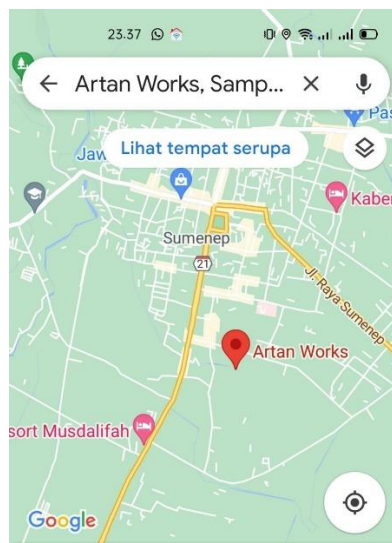 23.37
Artan Works, Samp...
Pas
Lihat tempat serupa
Jaw
Kaber
Sumenep
21
Jl. Raya Sumenep
Artan Works
sort Musdalifah
Google